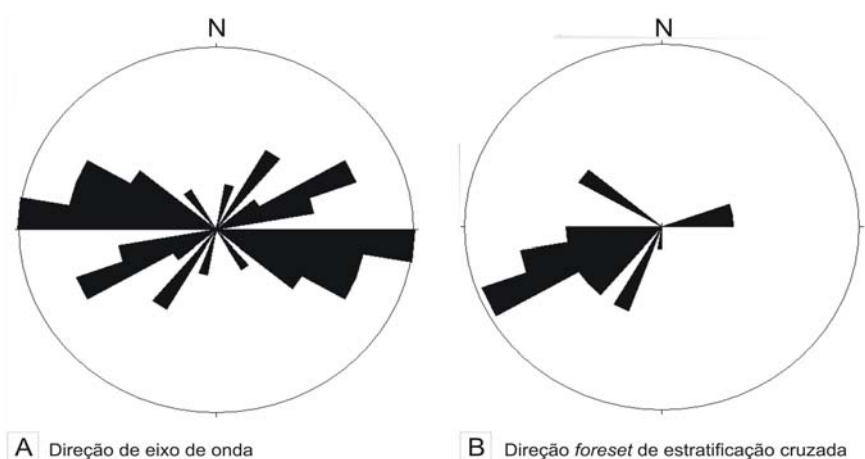 N
N
A Direção de eixo de onda
B Direção foreset de estratificação cruzada